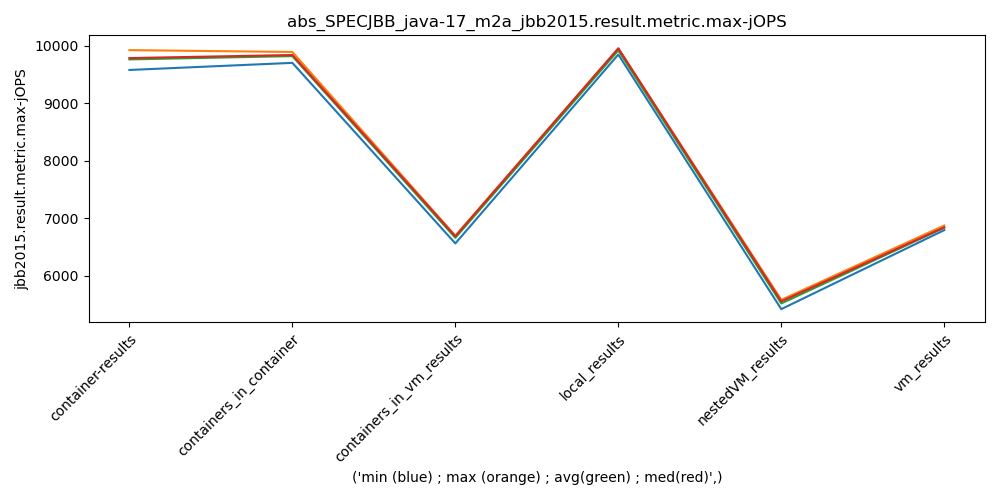 abs_SPECJBB_java-17_m2a_jbb2015.result.metric.max-jOPS
jbb2015.result.metric.max-jOPS
10000
9000
8000
7000
6000
container-results
containers_in_container
containers_in_vm_results
local_results
nestedVM_results
vm_results
('min (blue) ; max (orange) ; avg(green) ; med(red)',)